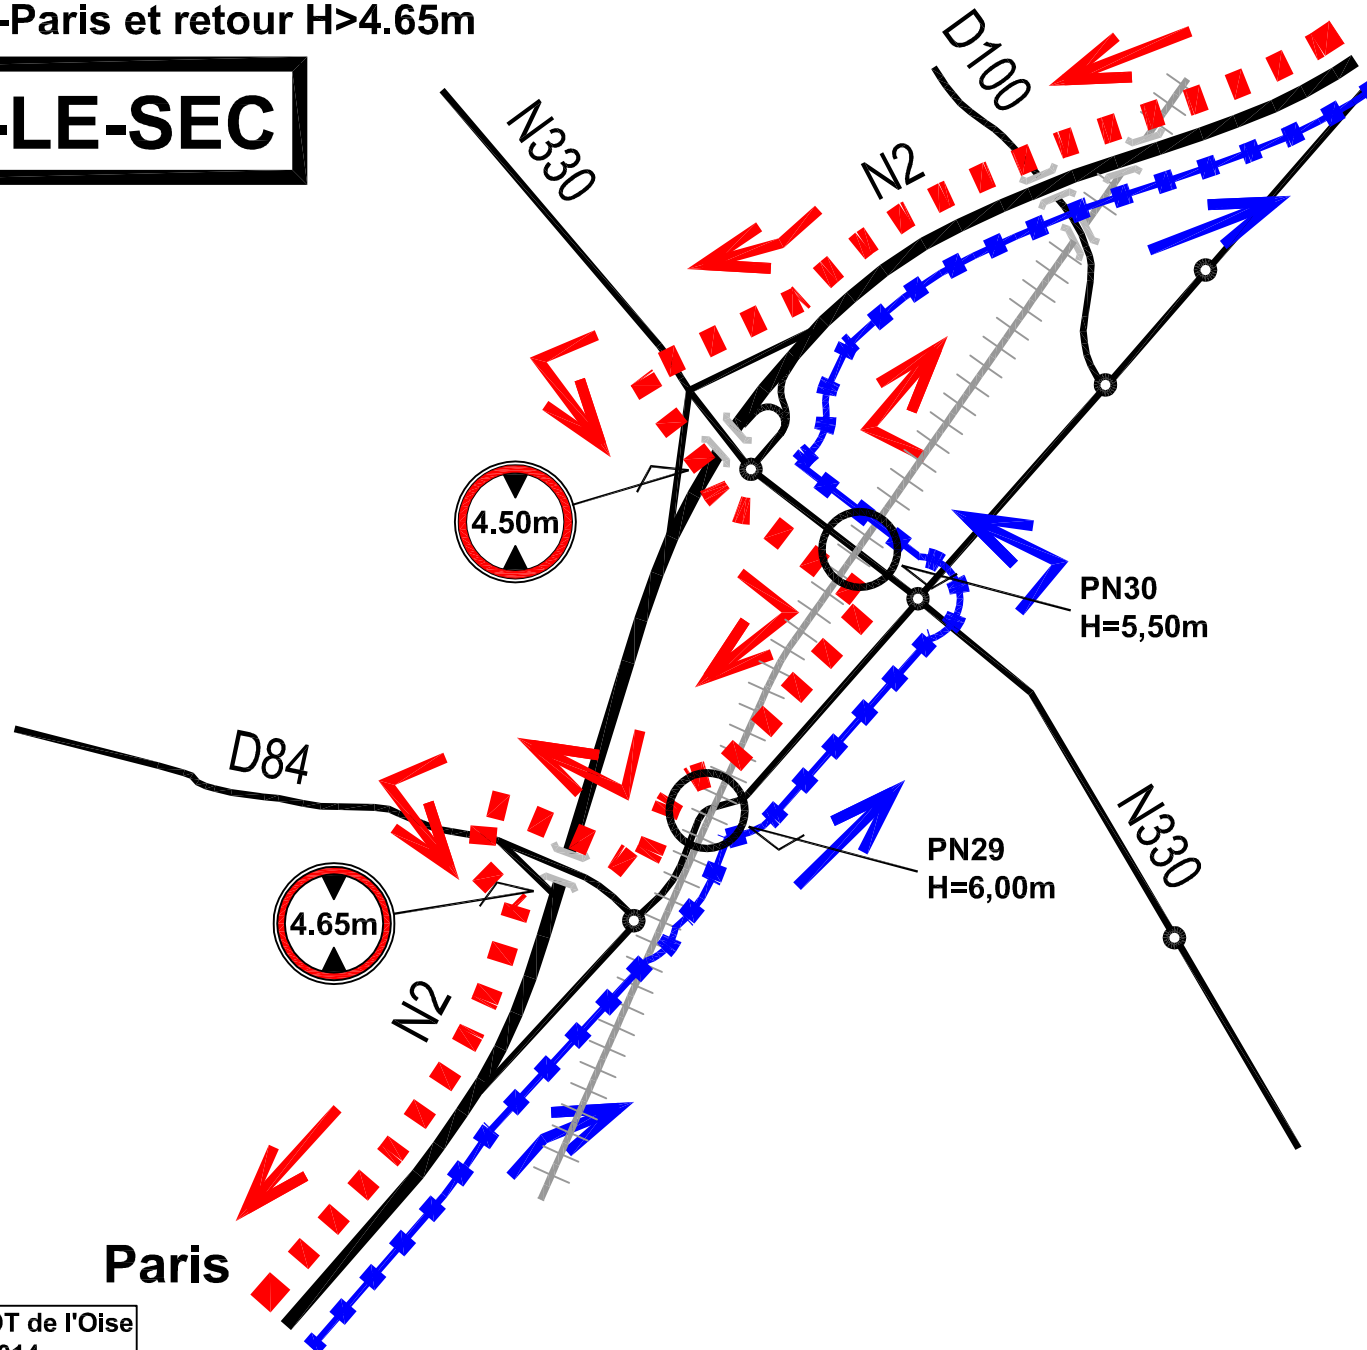 -Paris et retour H>4.65m
-LE-SEC
D100
N330
N2
4.50m
PN30
H=5,50m
D84
N330
PN29
H=6,00m
4.65m
N2
Paris
OT de l'Oise